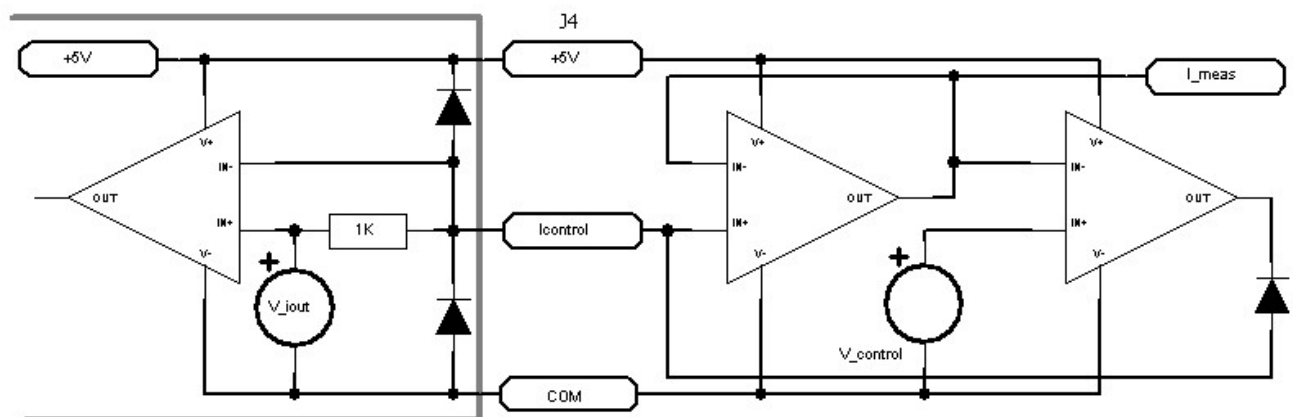 J4
+5V
+5V
I_meas
V+
IN-
OUT
IN+
V-
1K
V_iout
Icontrol
V+
IN-
OUT
IN+
V-
V+
IN-
OUT
IN+
V-
+
+
V_control
COM